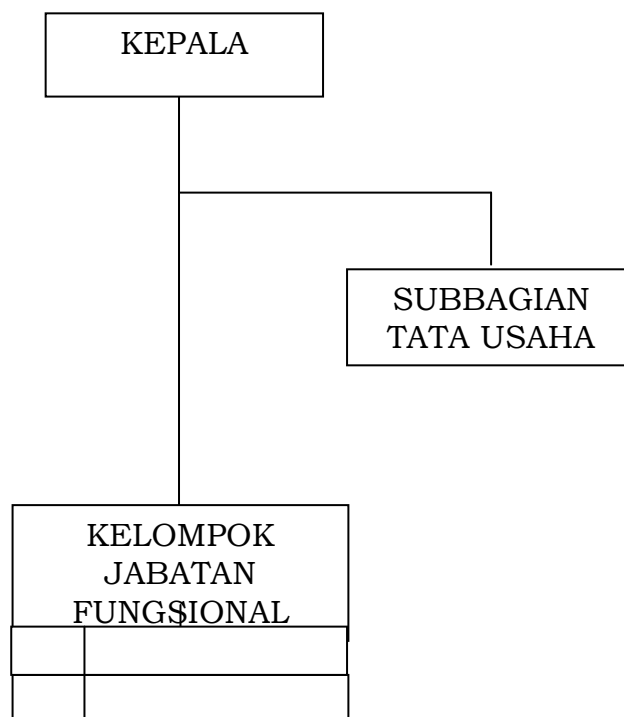 KEPALA
SUBBAGIAN
TATA USAHA
KELOMPOK
JABATAN
FUNGSIONAL